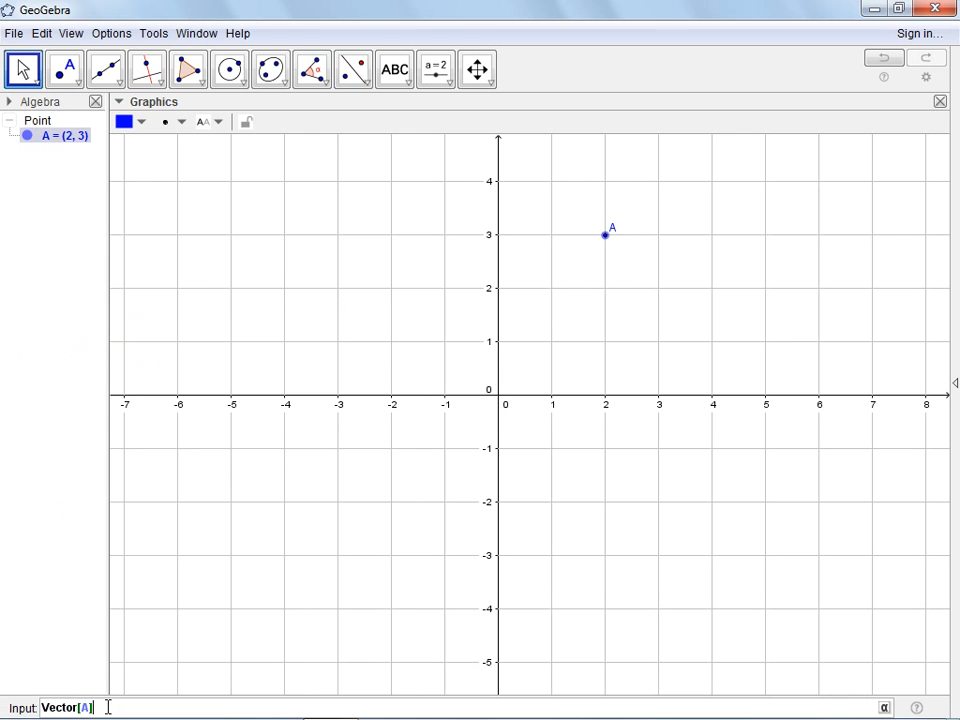 GeoGebra
File Edit View Options Tools Window Help Sign in...
A ABC a=2
Algebra
Graphics
Point
A = (2, 3)
AA
4
A
3
2
1
0
-7 -6 -5 -4 -3 -2 -1 0 1 2 3 4 5 6 7 8
-1
-2
-3
-4
-5
Input: Vector[A] α